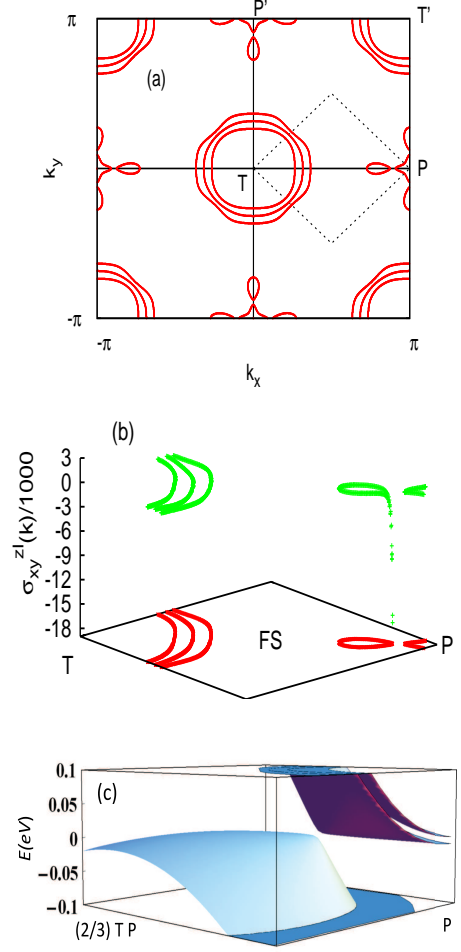 π P' T'
(a)
k_y
T P
-π
-π π
k_x
(b)
σ_xy^zI(k)/1000
3
0
-3
-6
-9
-12
-15
-18
T FS P
0.1
(c)
0.05
0
E(eV)
-0.05
-0.1
(2/3) T P P